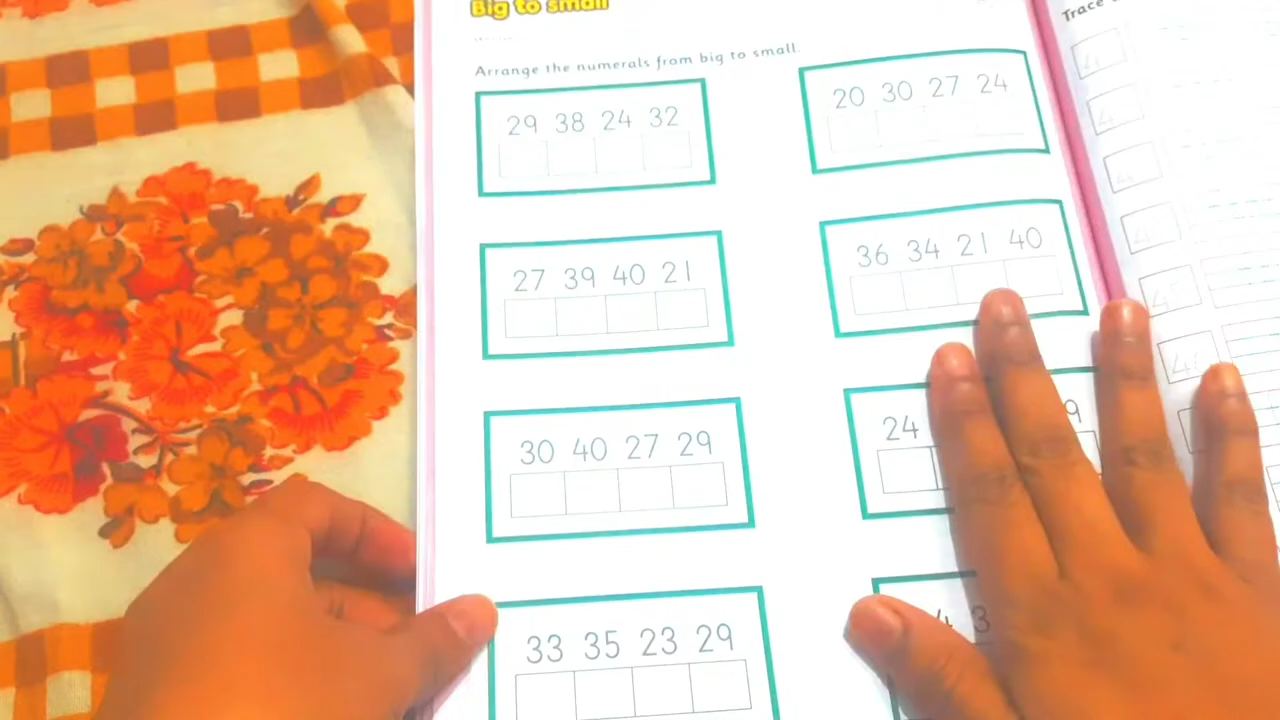 Big to small
Arrange the numerals from big to small.
29 38 24 32
20 30 27 24
27 39 40 21
36 34 21 40
30 40 27 29
24
33 35 23 29
Trace